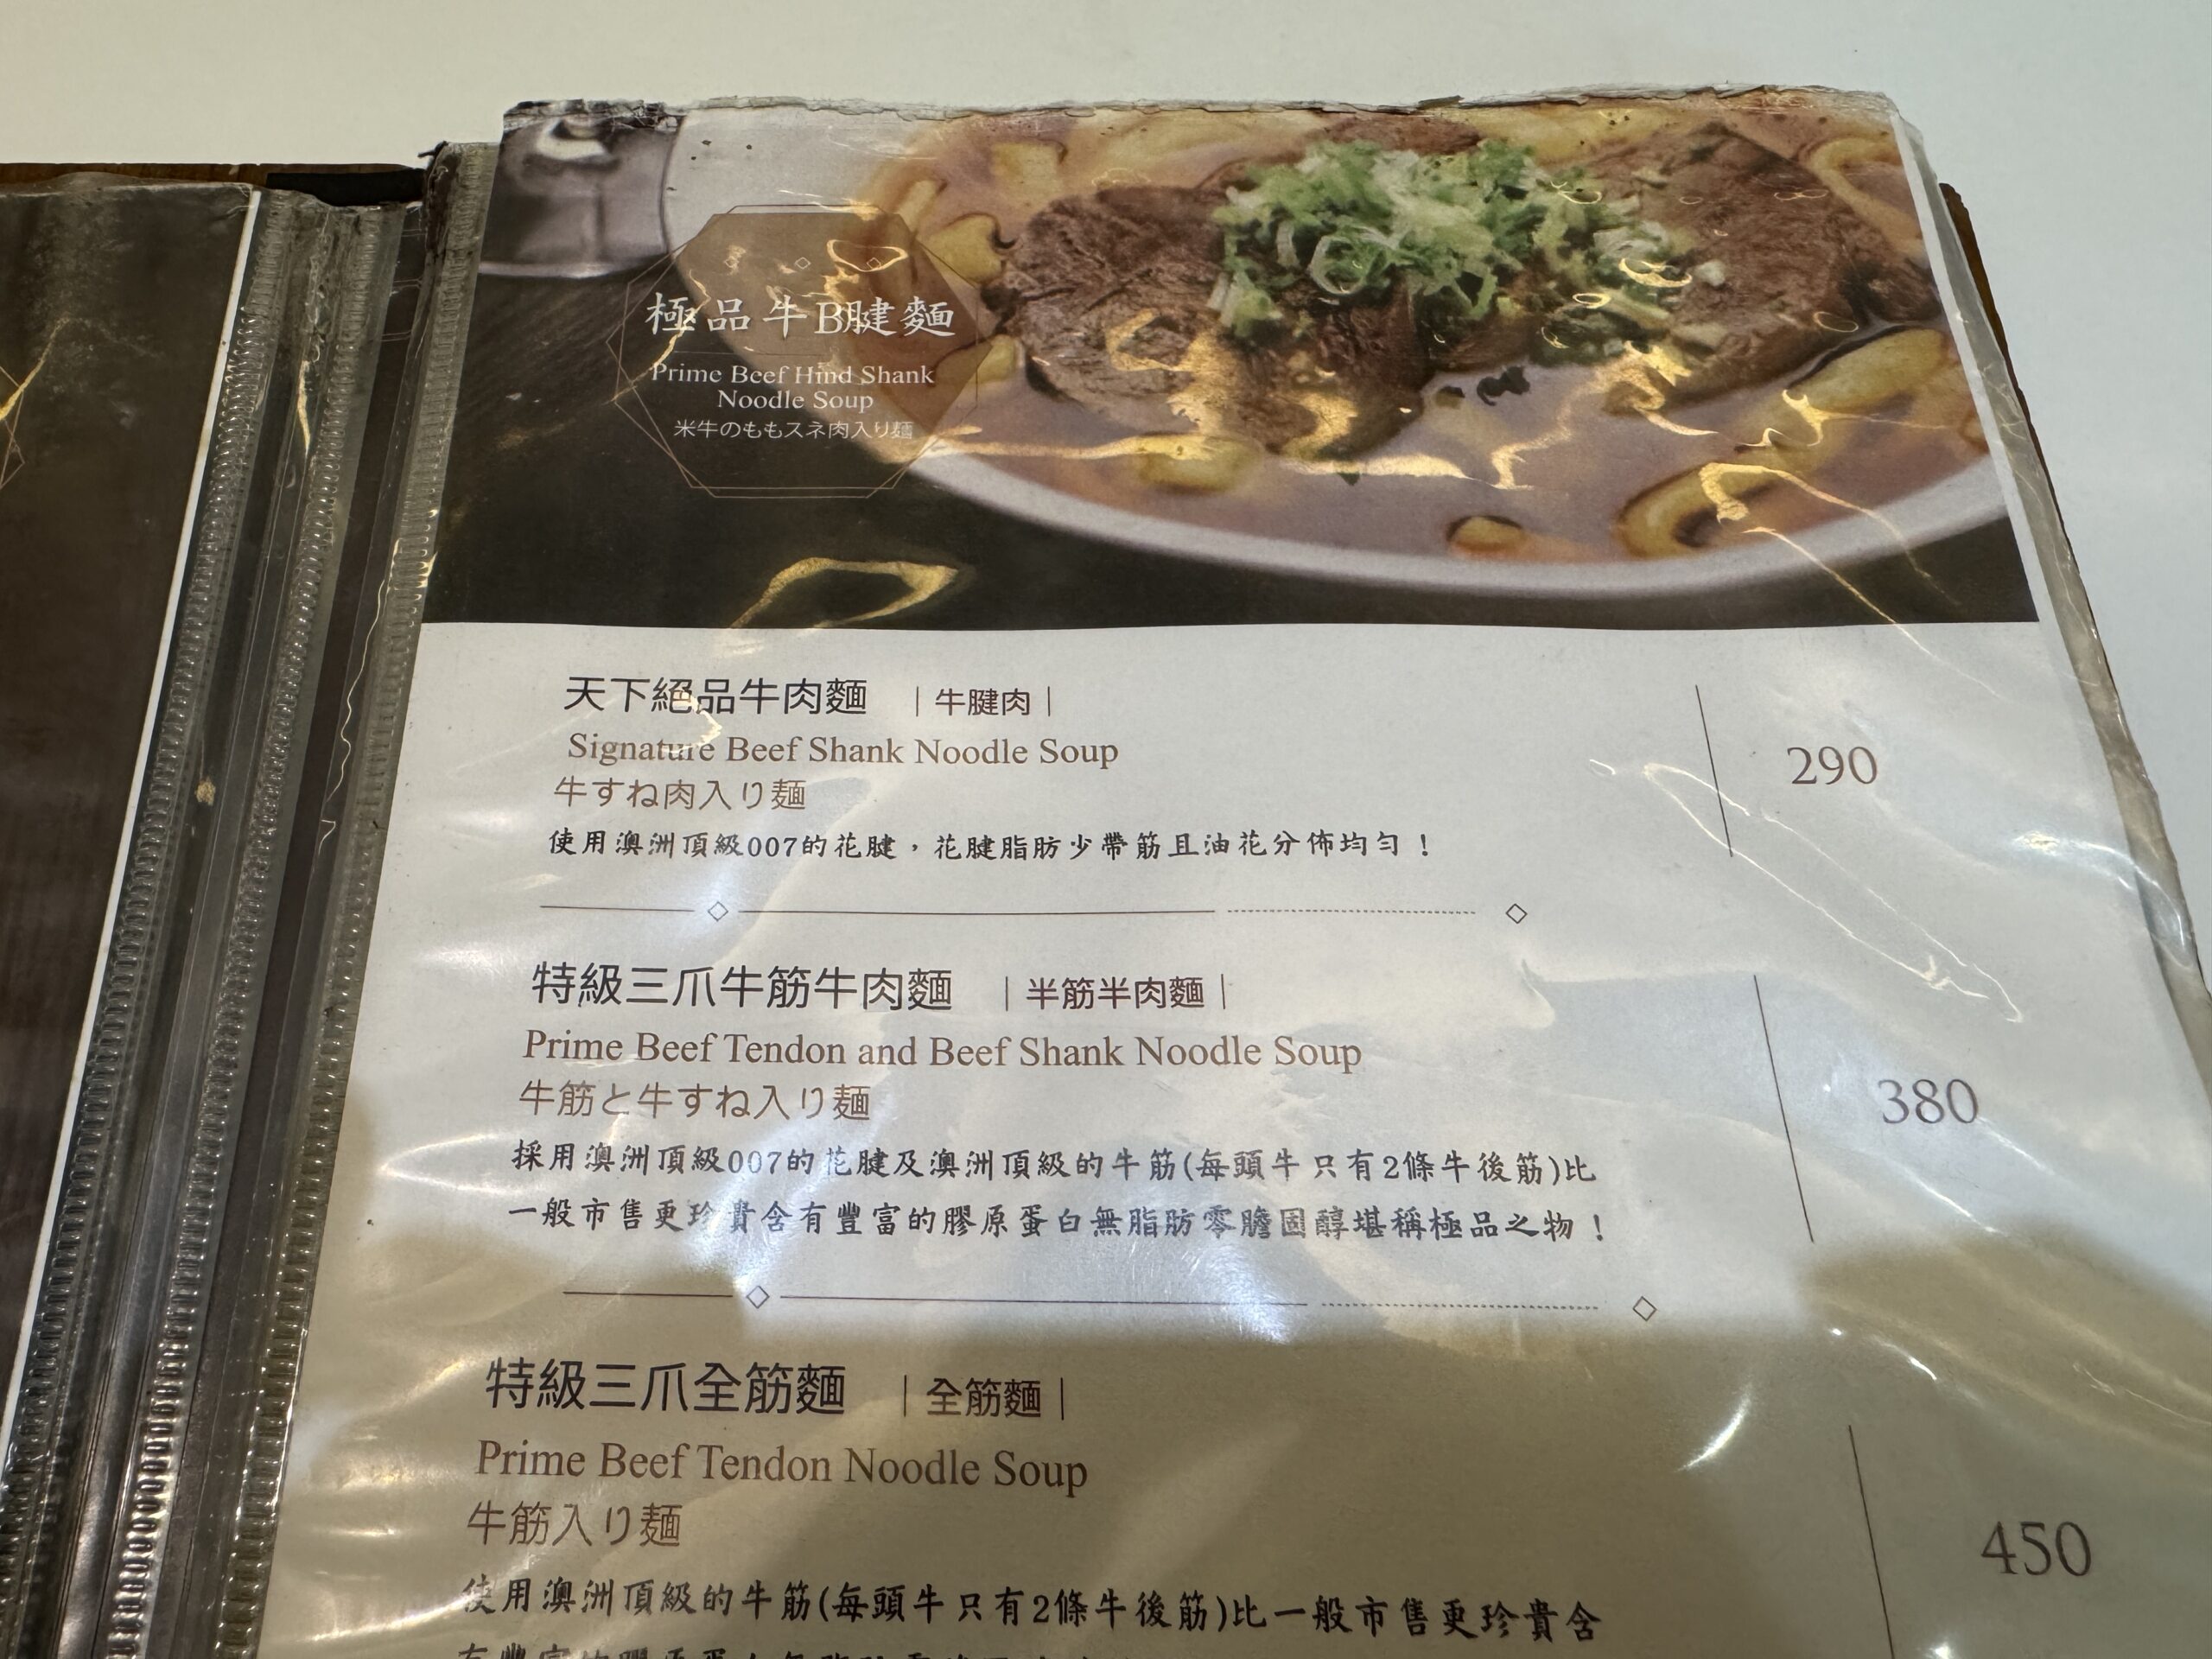 極品牛B腱麵
Prime Beef Hind Shank
Noodle Soup
米牛のももスネ肉入り麺
天下絕品牛肉麵 |牛腱肉|
290
Signature Beef Shank Noodle Soup
牛すね肉入り麺
使用澳洲頂級007的花腱，花腱脂肪少帶筋且油花分佈均勻！
特級三爪牛筋牛肉麵 |半筋半肉麵|
380
Prime Beef Tendon and Beef Shank Noodle Soup
牛筋と牛すね入り麺
採用澳洲頂級007的花腱及澳洲頂級的牛筋(每頭牛只有2條牛後筋)比
一般市售更珍貴含有豐富的膠原蛋白無脂肪零膽固醇堪稱極品之物！
特級三爪全筋麵 |全筋麵|
450
Prime Beef Tendon Noodle Soup
牛筋入り麺
使用澳洲頂級的牛筋(每頭牛只有2條牛後筋)比一般市售更珍貴含